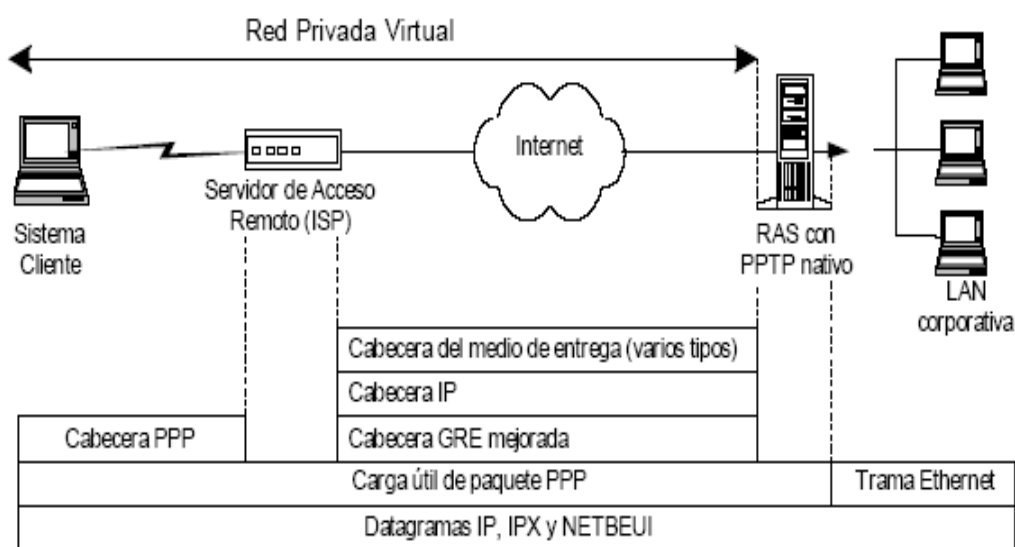 Red Privada Virtual
Internet
Servidor de Acceso
Remoto (ISP)
Sistema
Cliente
RAS con
PPTP nativo
LAN
corporativa
Cabecera del medio de entrega (varios tipos)
Cabecera IP
Cabecera PPP
Cabecera GRE mejorada
Carga útil de paquete PPP
Trama Ethernet
Datagramas IP, IPX y NETBEUI